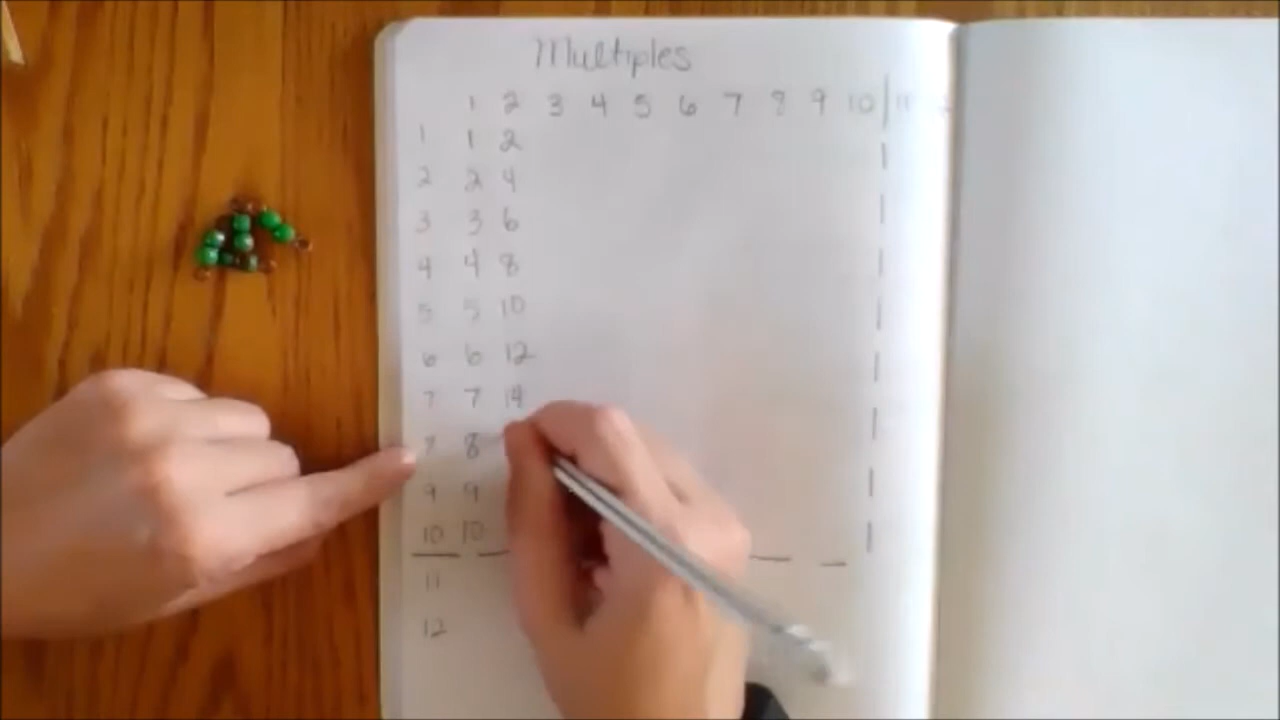 Multiples
1 2 3 4 5 6 7 8 9 10 11
1 1 2
2 2 4
3 3 6
4 4 8
5 5 10
6 6 12
7 7 14
8 8
9 9
10 10
11
12